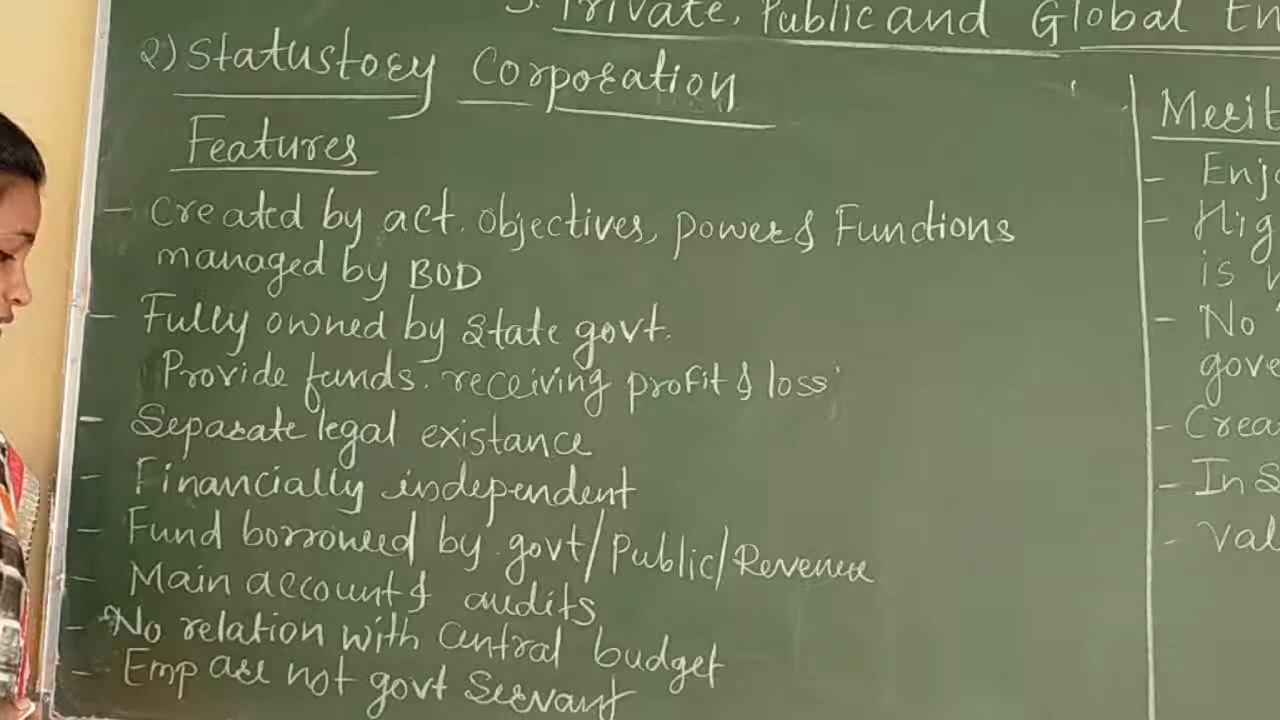 3. Private, Public and Global En
2) Statustory Corporation
Features
- Created by act. objectives, power & Functions
managed by BOD
- Fully owned by state govt.
Provide funds. receiving profit & loss
- Separate legal existance
- Financially independent
- Fund borrowed by govt/Public/Revenue
- Main account & audits
- No relation with central budget
- Emp are not govt Servant
Merit
- Enjo
- Hig
is
- No
gove
- Crea
- In S
- Val